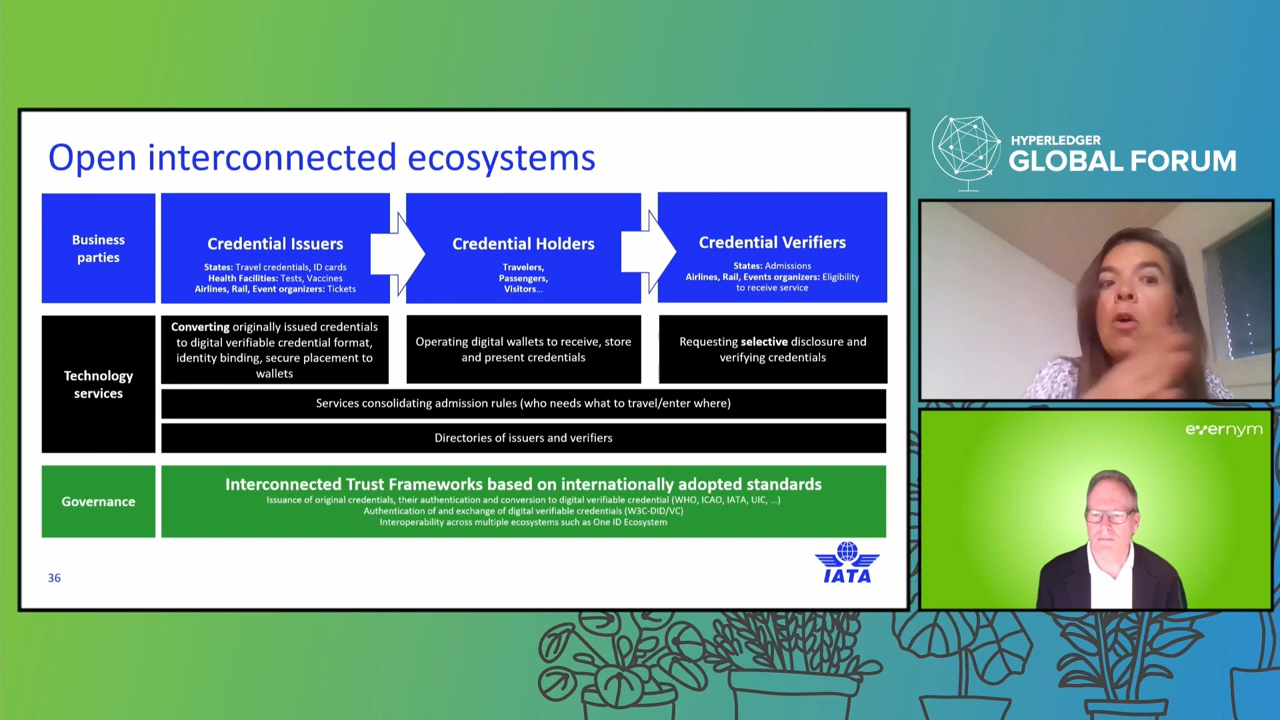 Open interconnected ecosystems
Business
parties
Credential Issuers
States: Travel credentials, ID cards
Health Facilities: Tests, Vaccines
Airlines, Rail, Event organizers: Tickets
Credential Holders
Travelers,
Passengers,
Visitors...
Credential Verifiers
States: Admissions
Airlines, Rail, Events organizers: Eligibility
to receive service
Technology
services
Converting originally issued credentials
to digital verifiable credential format,
identity binding, secure placement to
wallets
Operating digital wallets to receive, store
and present credentials
Requesting selective disclosure and
verifying credentials
Services consolidating admission rules (who needs what to travel/enter where)
Directories of issuers and verifiers
Governance
Interconnected Trust Frameworks based on internationally adopted standards
Issuance of original credentials, their authentication and conversion to digital verifiable credential (WHO, ICAO, IATA, UIC, ...)
Authentication of and exchange of digital verifiable credentials (W3C-DID/VC)
Interoperability across multiple ecosystems such as One ID Ecosystem
36
IATA
HYPERLEDGER
GLOBAL FORUM
evernym